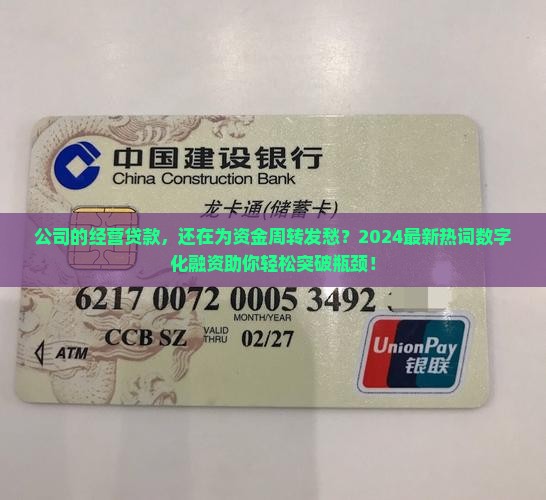 中国建设银行
China Construction Bank
龙卡通(储蓄卡)
公司的经营贷款，还在为资金周转发愁？2024最新热词数字
化融资助你轻松突破瓶颈！
6217 0072 0005 3492
MONTH/YEAR
CCB SZ VALID THRU 02/27
ATM
UnionPay
银联